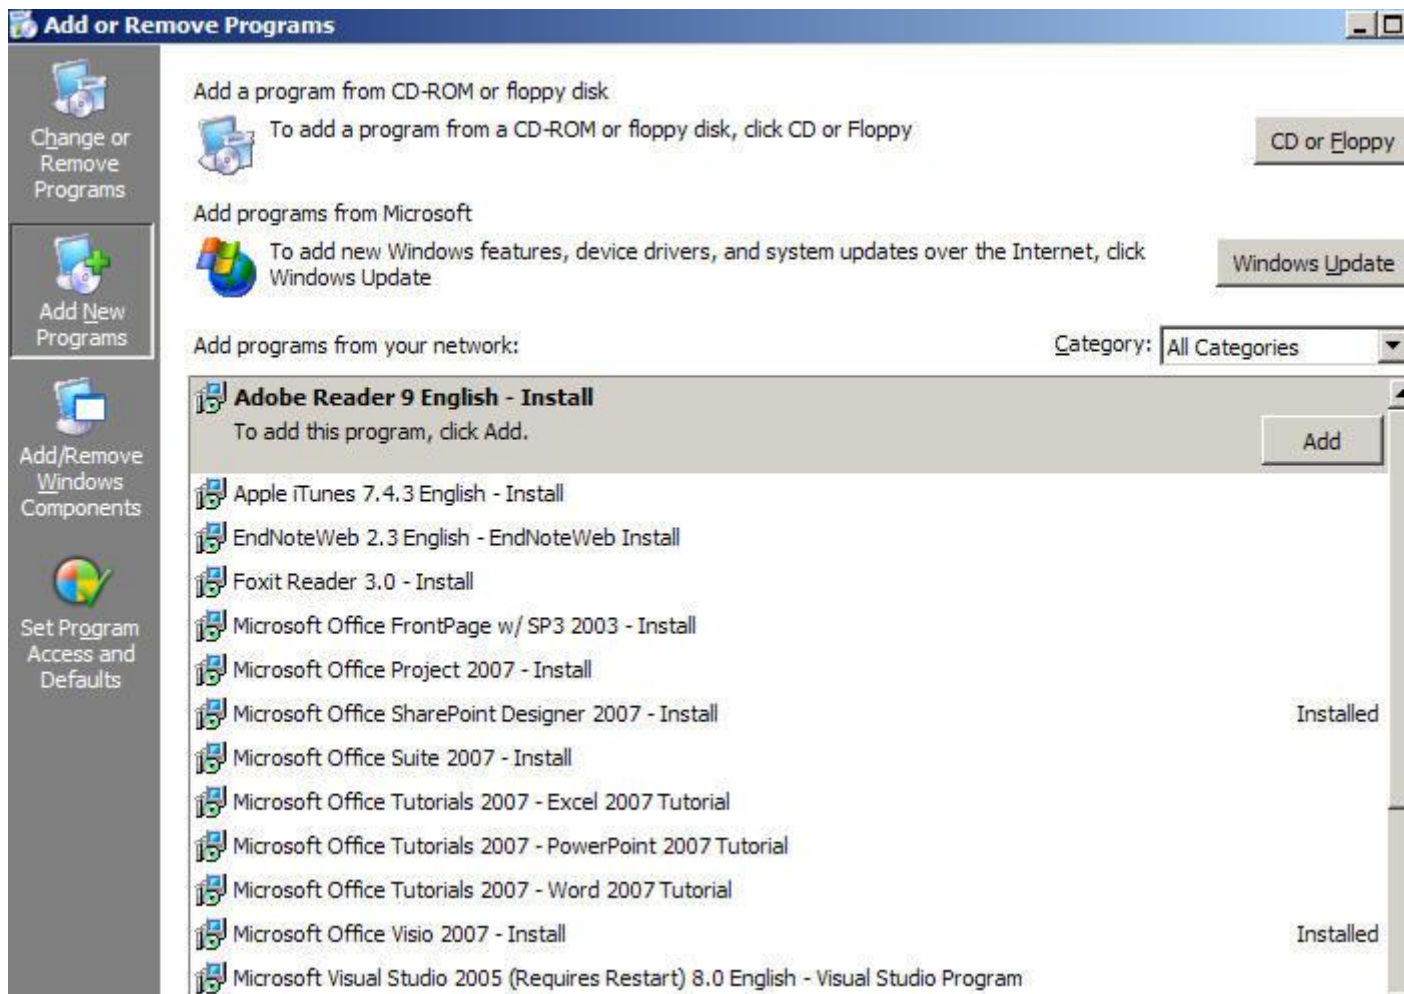 Add or Remove Programs
Change or
Remove
Programs
Add New
Programs
Add/Remove
Windows
Components
Set Program
Access and
Defaults
Add a program from CD-ROM or floppy disk
To add a program from a CD-ROM or floppy disk, click CD or Floppy
CD or Floppy
Add programs from Microsoft
To add new Windows features, device drivers, and system updates over the Internet, click
Windows Update
Windows Update
Add programs from your network:
Category: All Categories
Adobe Reader 9 English - Install
To add this program, click Add.
Add
Apple iTunes 7.4.3 English - Install
EndNoteWeb 2.3 English - EndNoteWeb Install
Foxit Reader 3.0 - Install
Microsoft Office FrontPage w/ SP3 2003 - Install
Microsoft Office Project 2007 - Install
Microsoft Office SharePoint Designer 2007 - Install Installed
Microsoft Office Suite 2007 - Install
Microsoft Office Tutorials 2007 - Excel 2007 Tutorial
Microsoft Office Tutorials 2007 - PowerPoint 2007 Tutorial
Microsoft Office Tutorials 2007 - Word 2007 Tutorial
Microsoft Office Visio 2007 - Install Installed
Microsoft Visual Studio 2005 (Requires Restart) 8.0 English - Visual Studio Program